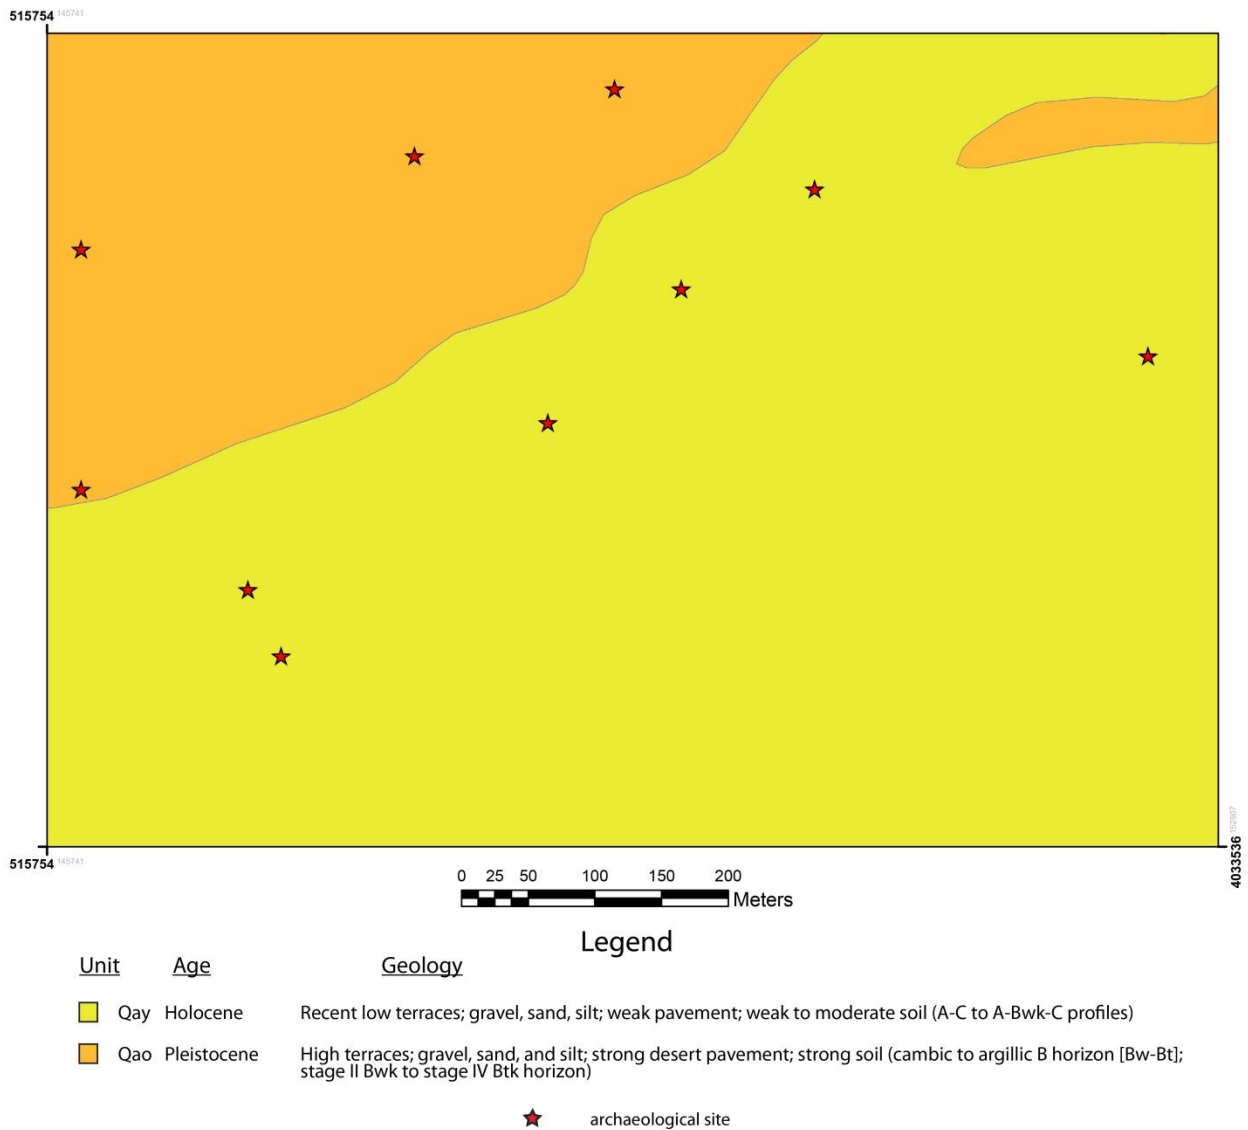 515754 145741
515754 145741
4033536 152907
0 25 50 100 150 200
Meters
Legend
Unit Age Geology
Qay Holocene Recent low terraces; gravel, sand, silt; weak pavement; weak to moderate soil (A-C to A-Bwk-C profiles)
Qao Pleistocene High terraces; gravel, sand, and silt; strong desert pavement; strong soil (cambic to argillic B horizon [Bw-Bt];
stage II Bwk to stage IV Btk horizon)
archaeological site